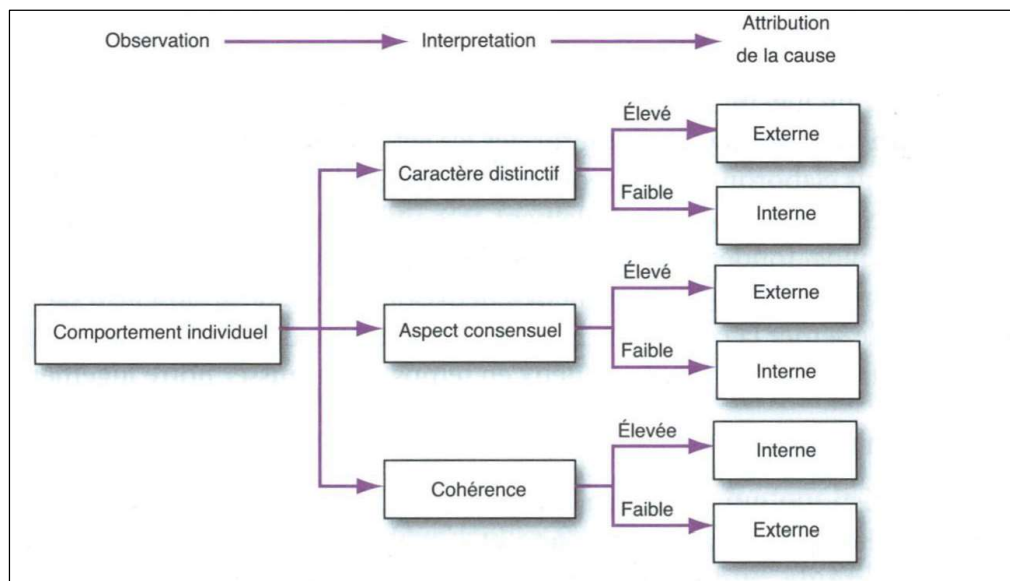 Observation
Interpretation
Attribution
de la cause
Élevé
Externe
Caractère distinctif
Faible
Interne
Élevé
Externe
Comportement individuel
Aspect consensuel
Faible
Interne
Élevée
Interne
Cohérence
Faible
Externe